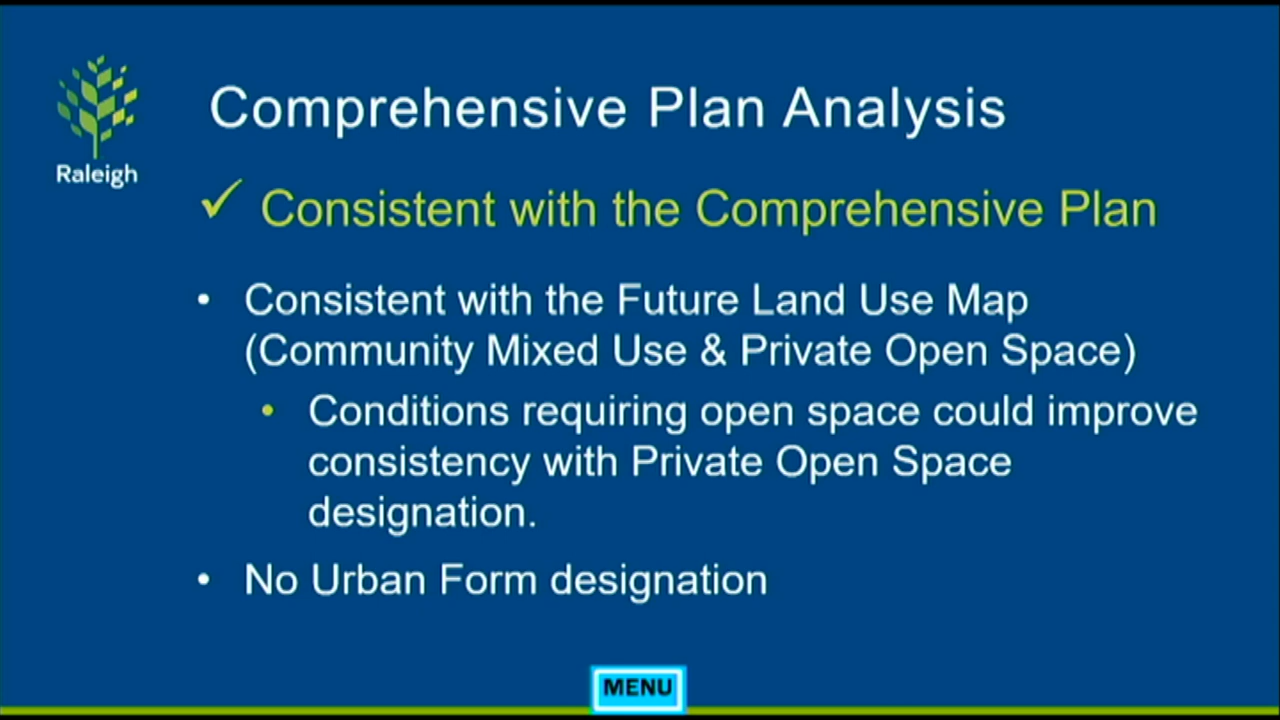 Comprehensive Plan Analysis
Raleigh
✓ Consistent with the Comprehensive Plan
• Consistent with the Future Land Use Map
(Community Mixed Use & Private Open Space)
• Conditions requiring open space could improve
consistency with Private Open Space
designation.
• No Urban Form designation
MENU